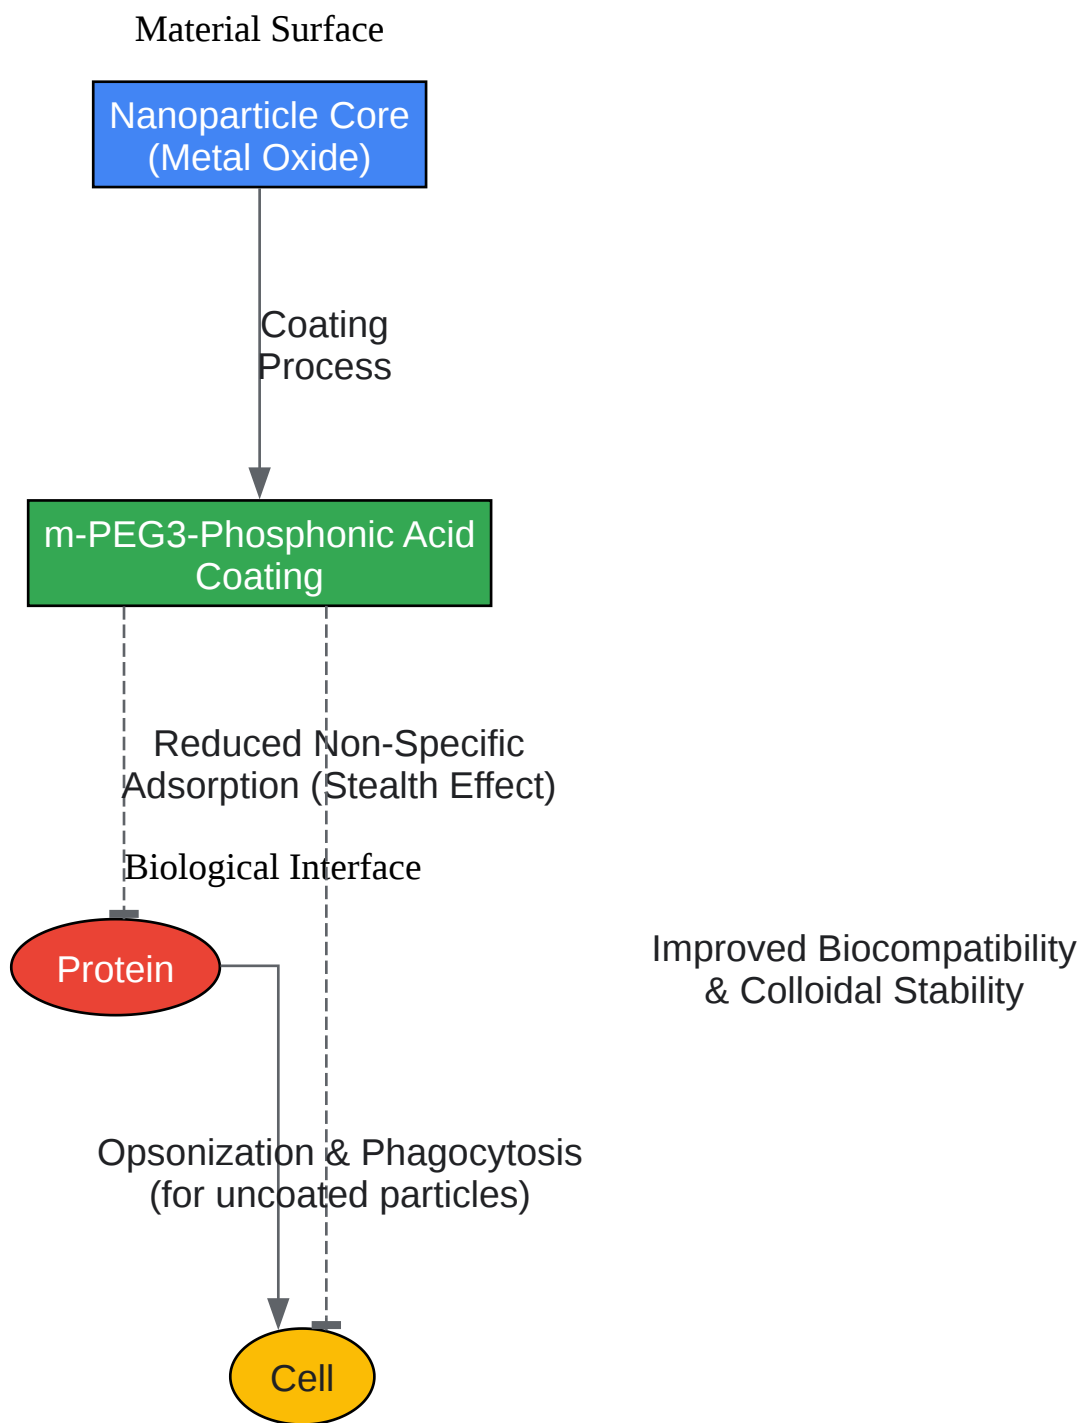 Material Surface
Nanoparticle Core
(Metal Oxide)
Coating
Process
m-PEG3-Phosphonic Acid
Coating
Reduced Non-Specific
Adsorption (Stealth Effect)
Biological Interface
Protein
Improved Biocompatibility
& Colloidal Stability
Opsonization & Phagocytosis
(for uncoated particles)
Cell